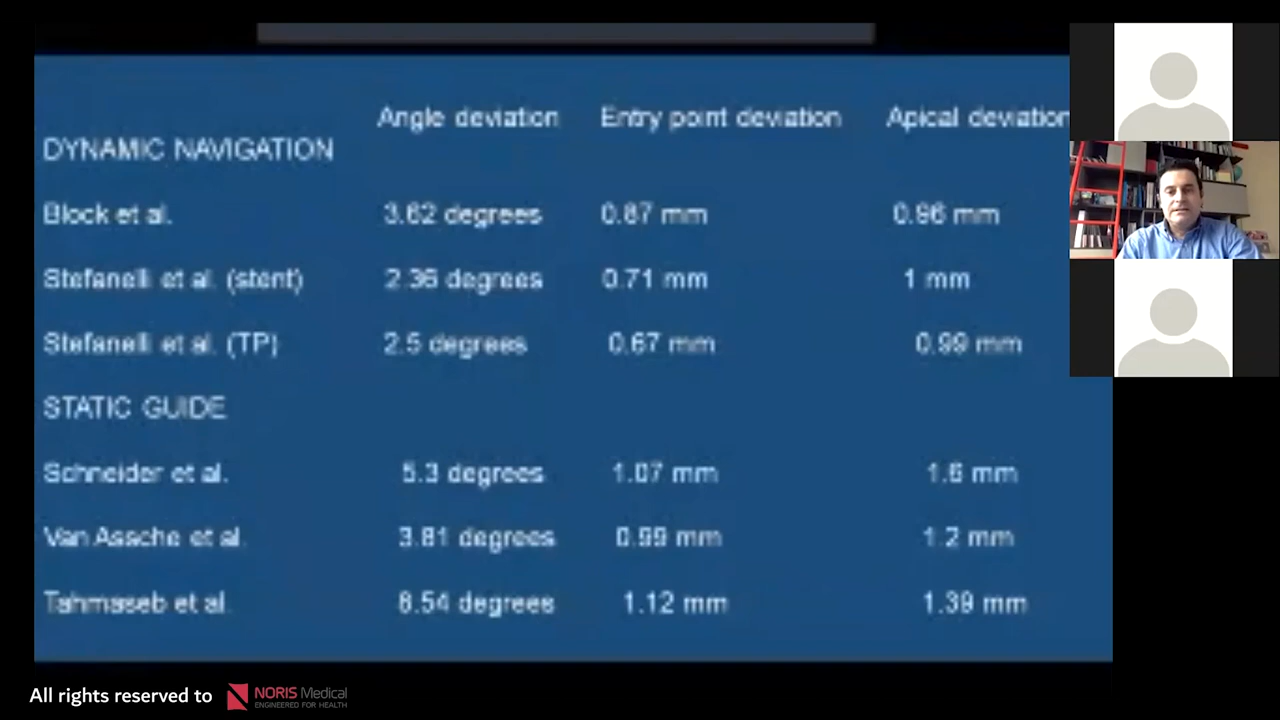 Angle deviation Entry point deviation Apical deviation
DYNAMIC NAVIGATION
Block et al. 3.62 degrees 0.87 mm 0.96 mm
Stefanelli et al. (stent) 2.36 degrees 0.71 mm 1 mm
Stefanelli et al. (TP) 2.5 degrees 0.67 mm 0.99 mm
STATIC GUIDE
Schneider et al. 5.3 degrees 1.07 mm 1.6 mm
Van Assche et al. 3.81 degrees 0.99 mm 1.2 mm
Tahmaseb et al. degrees 1.12 mm 1.39 mm
All rights reserved to NORIS Medical
ENGINEERED FOR HEALTH